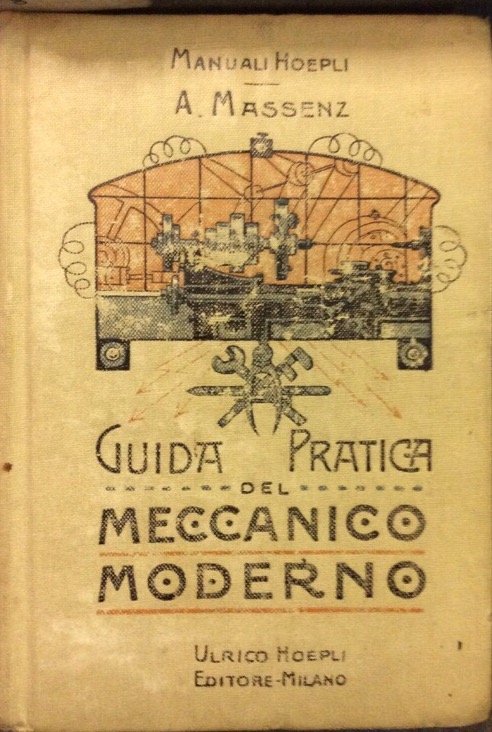 MANUALI HOEPLI
A. MASSENZ
GUIDA PRATICA
DEL
MECCANICO
MODERNO
ULRICO HOEPLI
EDITORE-MILANO